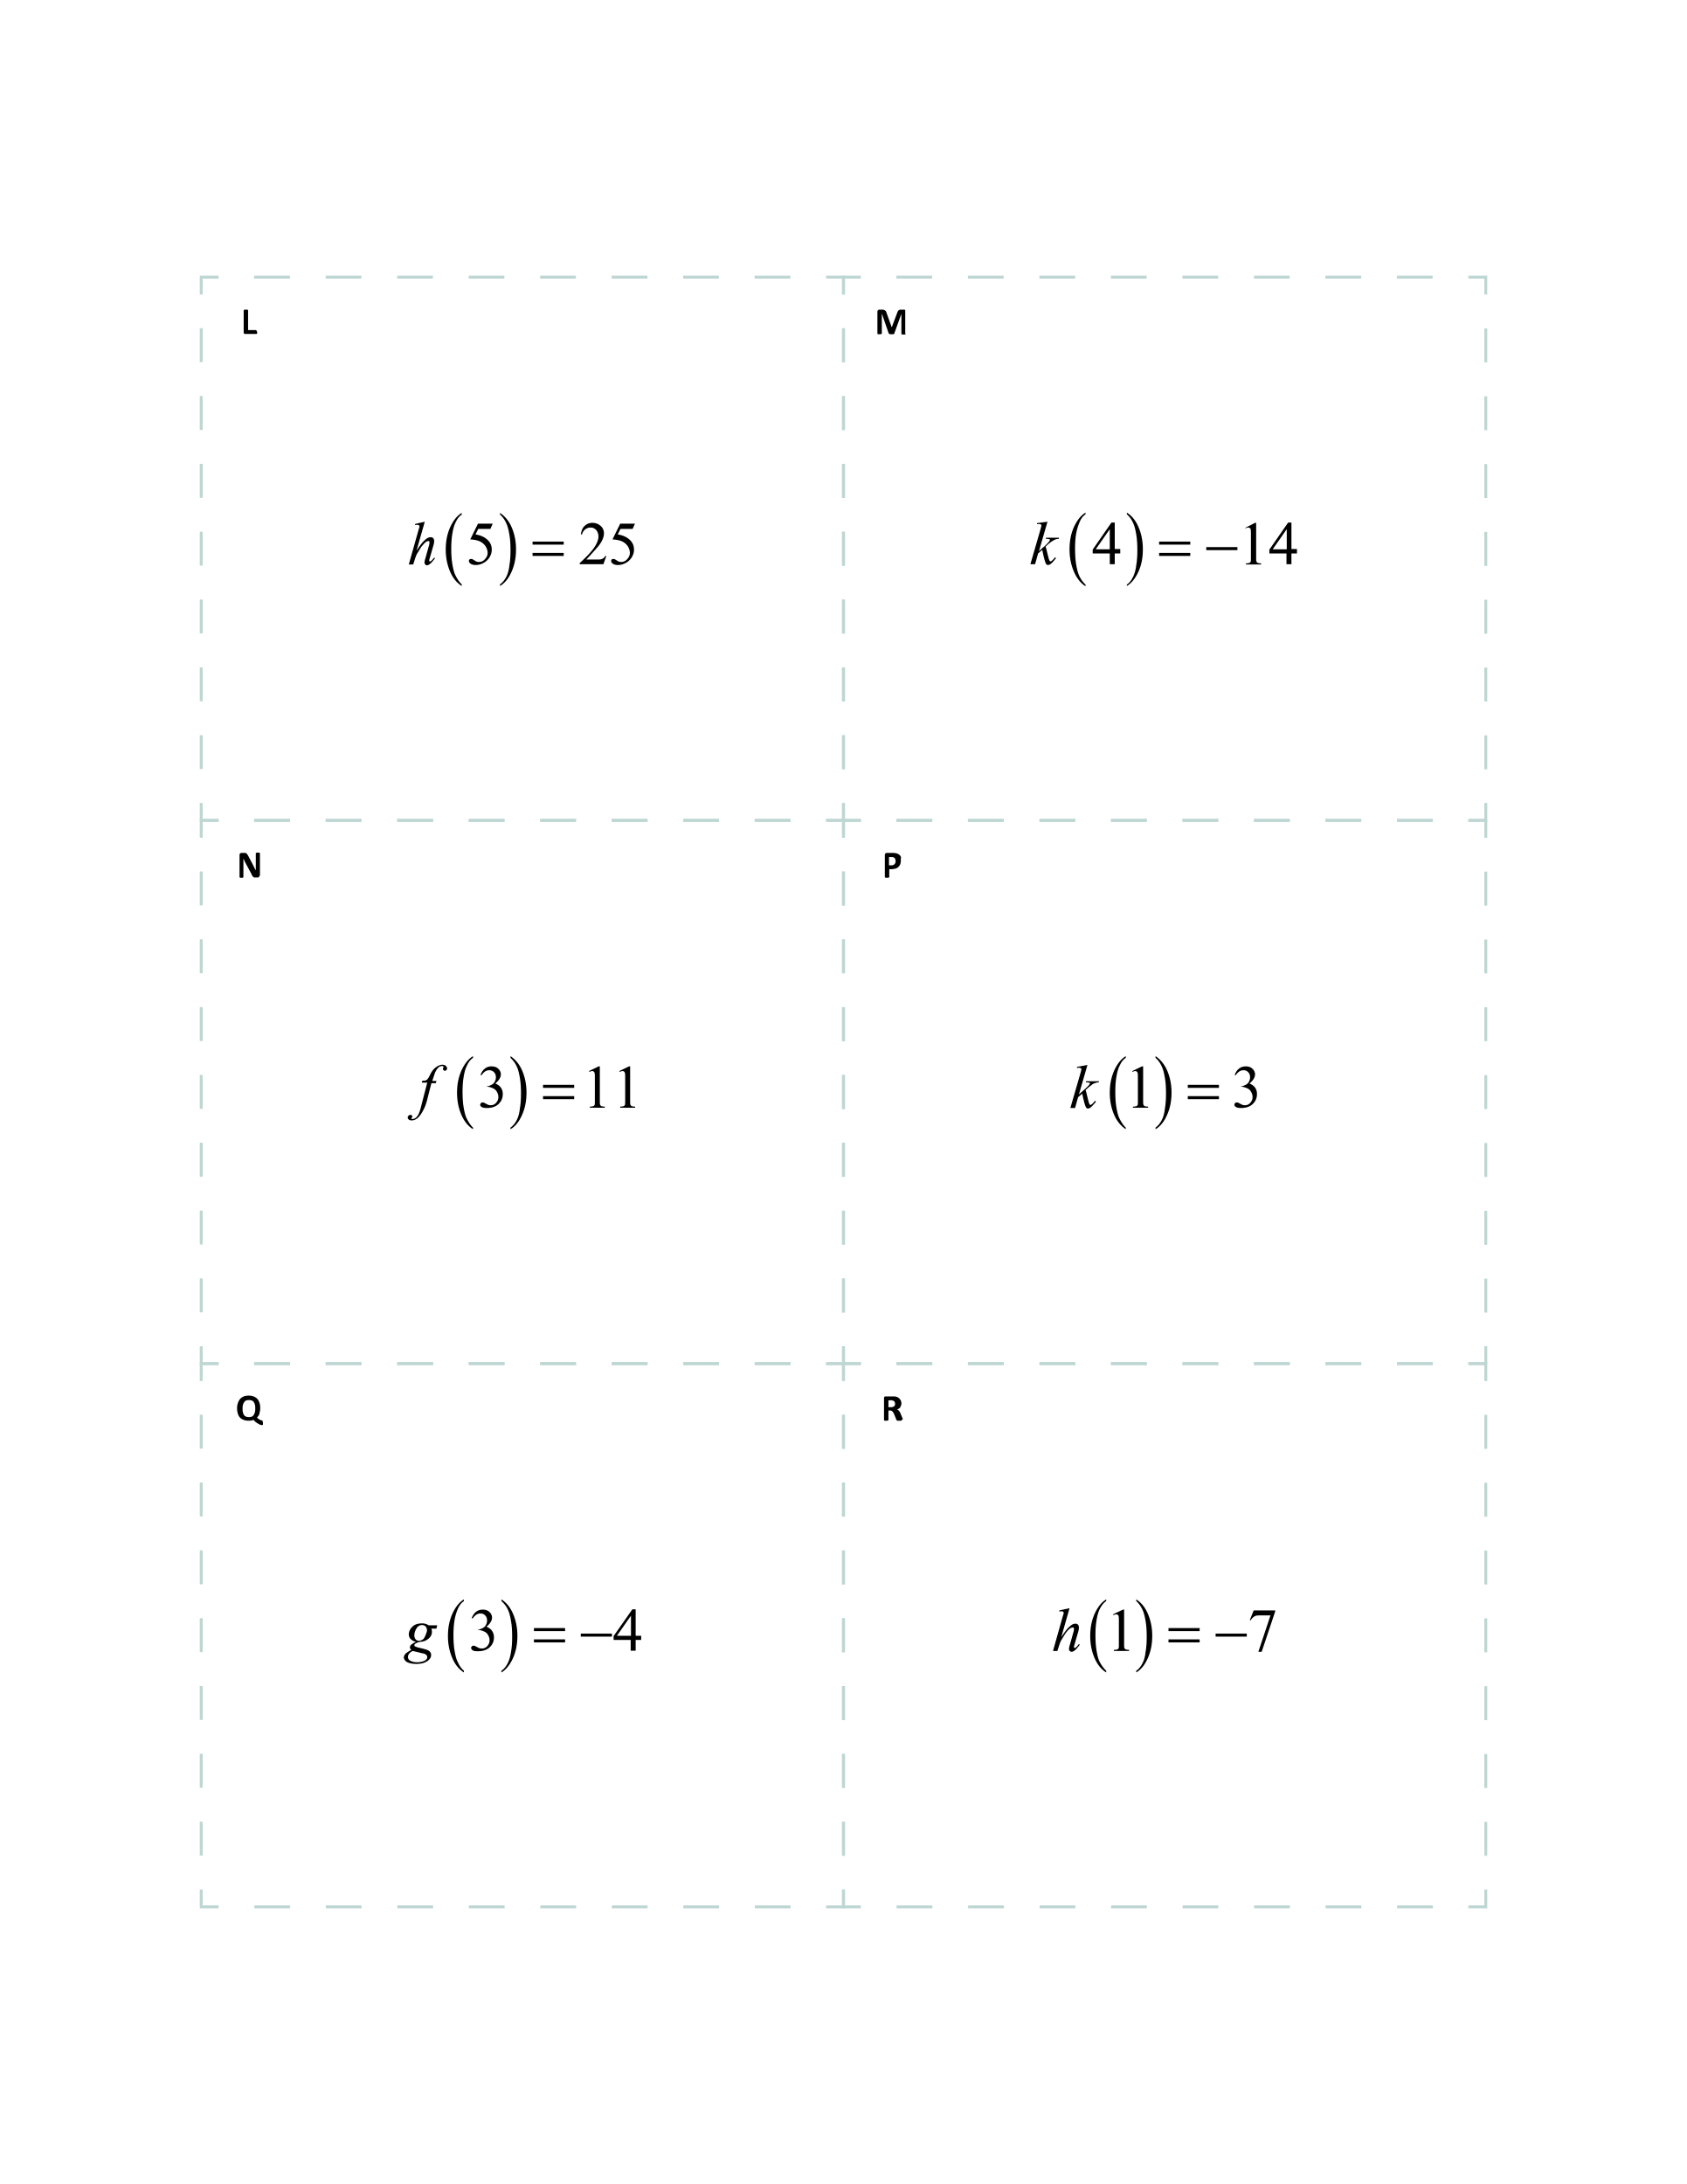 L
h(5) = 25
M
k(4) = −14
N
f(3) = 11
P
k(1) = 3
Q
g(3) = −4
R
h(1) = −7